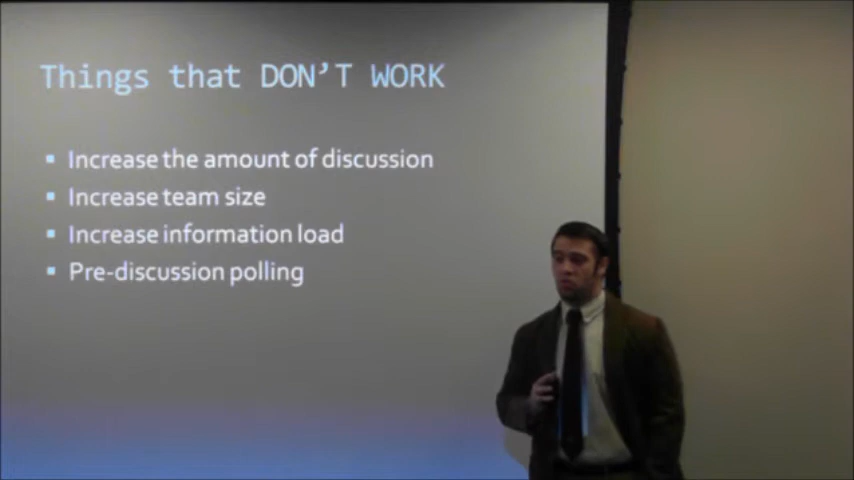 Things that DON'T WORK
Increase the amount of discussion
Increase team size
Increase information load
Pre-discussion polling